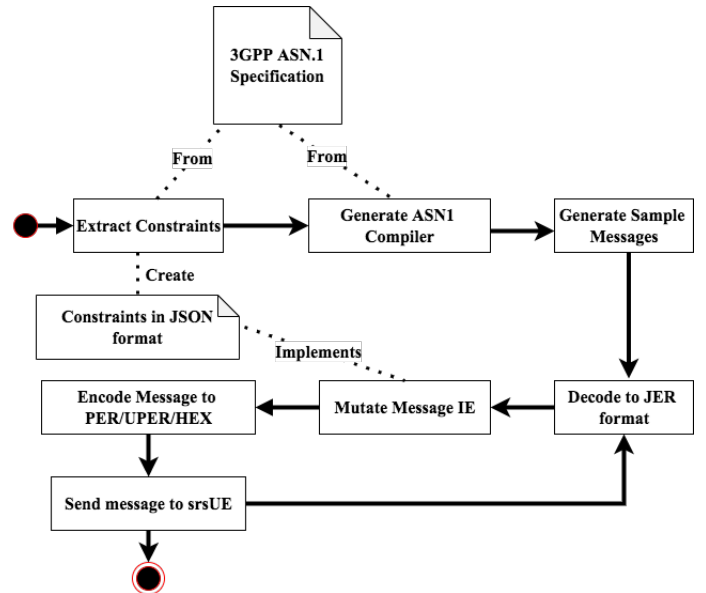 3GPP ASN.1
Specification
From
From
Extract Constraints
Generate ASN1
Compiler
Generate Sample
Messages
Create
Constraints in JSON
format
Implements
Encode Message to
PER/UPER/HEX
Mutate Message IE
Decode to JER
format
Send message to srsUE